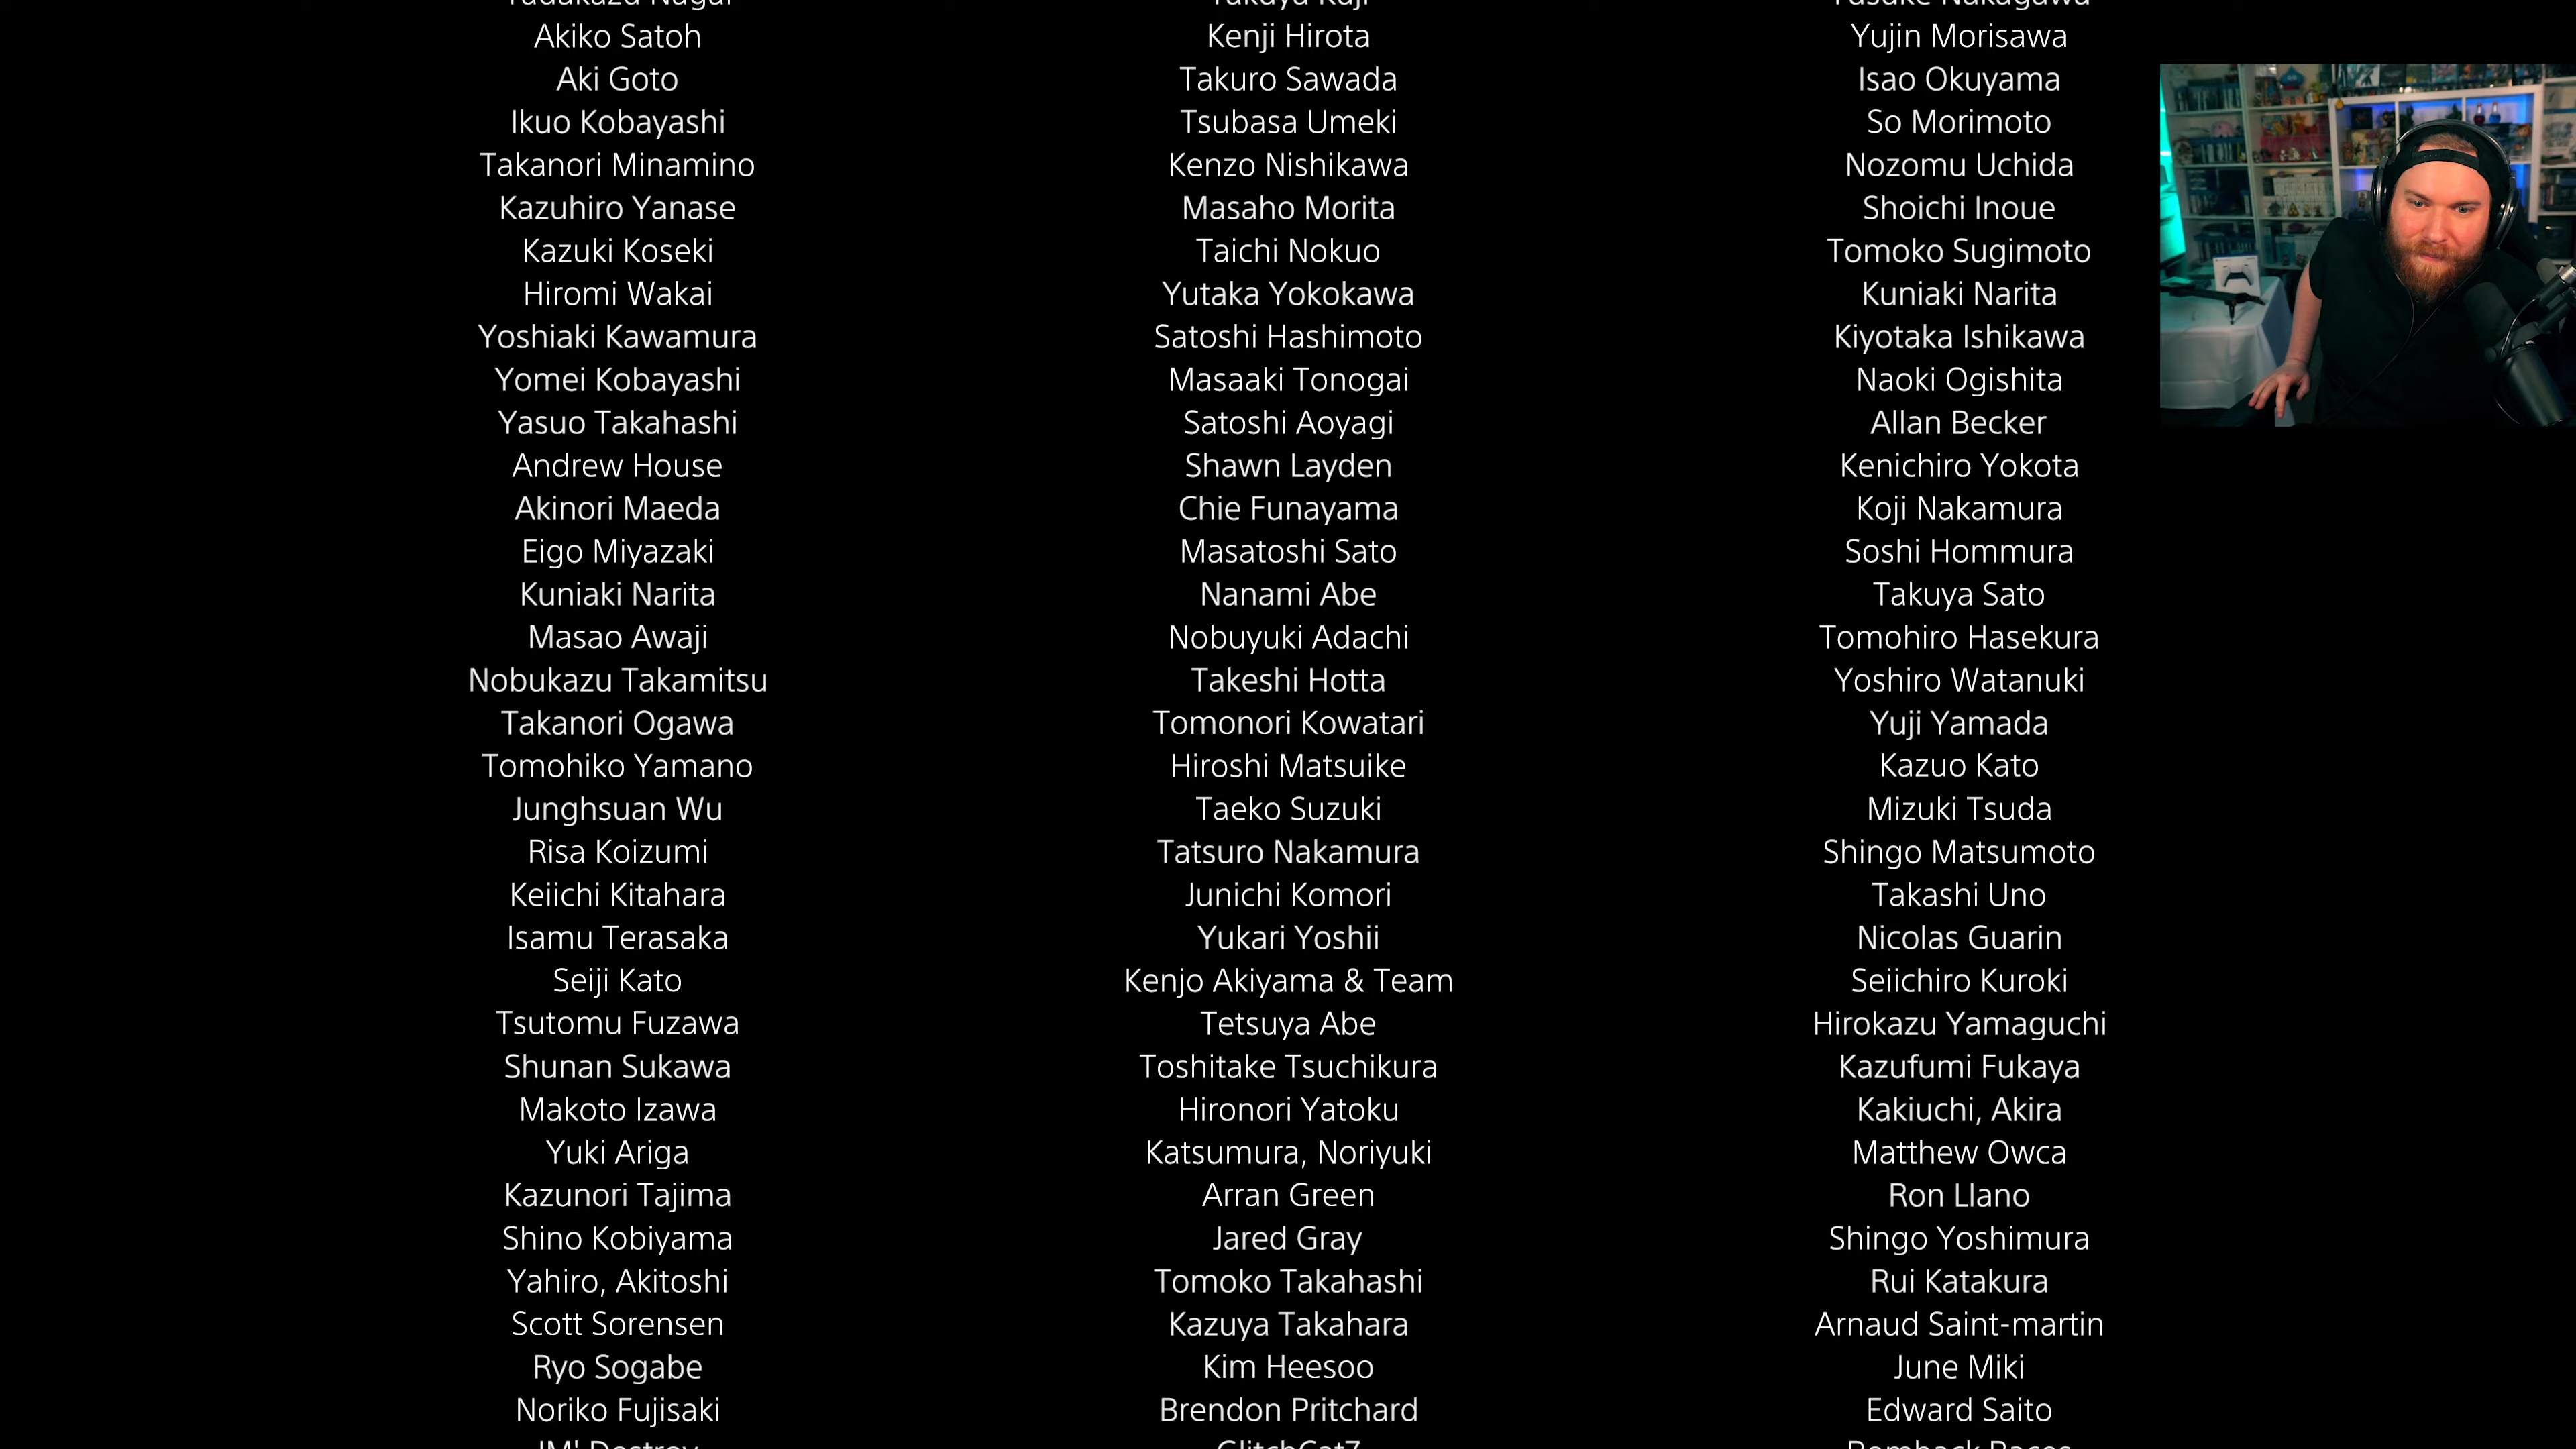 Akiko Satoh
Aki Goto
Ikuo Kobayashi
Takanori Minamino
Kazuhiro Yanase
Kazuki Koseki
Hiromi Wakai
Yoshiaki Kawamura
Yomei Kobayashi
Yasuo Takahashi
Andrew House
Akinori Maeda
Eigo Miyazaki
Kuniaki Narita
Masao Awaji
Nobukazu Takamitsu
Takanori Ogawa
Tomohiko Yamano
Junghsuan Wu
Risa Koizumi
Keiichi Kitahara
Isamu Terasaka
Seiji Kato
Tsutomu Fuzawa
Shunan Sukawa
Makoto Izawa
Yuki Ariga
Kazunori Tajima
Shino Kobiyama
Yahiro, Akitoshi
Scott Sorensen
Ryo Sogabe
Noriko Fujisaki
Kenji Hirota
Takuro Sawada
Tsubasa Umeki
Kenzo Nishikawa
Masaho Morita
Taichi Nokuo
Yutaka Yokokawa
Satoshi Hashimoto
Masaaki Tonogai
Satoshi Aoyagi
Shawn Layden
Chie Funayama
Masatoshi Sato
Nanami Abe
Nobuyuki Adachi
Takeshi Hotta
Tomonori Kowatari
Hiroshi Matsuike
Taeko Suzuki
Tatsuro Nakamura
Junichi Komori
Yukari Yoshii
Kenjo Akiyama & Team
Tetsuya Abe
Toshitake Tsuchikura
Hironori Yatoku
Katsumura, Noriyuki
Arran Green
Jared Gray
Tomoko Takahashi
Kazuya Takahara
Kim Heesoo
Brendon Pritchard
Yujin Morisawa
Isao Okuyama
So Morimoto
Nozomu Uchida
Shoichi Inoue
Tomoko Sugimoto
Kuniaki Narita
Kiyotaka Ishikawa
Naoki Ogishita
Allan Becker
Kenichiro Yokota
Koji Nakamura
Soshi Hommura
Takuya Sato
Tomohiro Hasekura
Yoshiro Watanuki
Yuji Yamada
Kazuo Kato
Mizuki Tsuda
Shingo Matsumoto
Takashi Uno
Nicolas Guarin
Seiichiro Kuroki
Hirokazu Yamaguchi
Kazufumi Fukaya
Kakiuchi, Akira
Matthew Owca
Ron Llano
Shingo Yoshimura
Rui Katakura
Arnaud Saint-martin
June Miki
Edward Saito